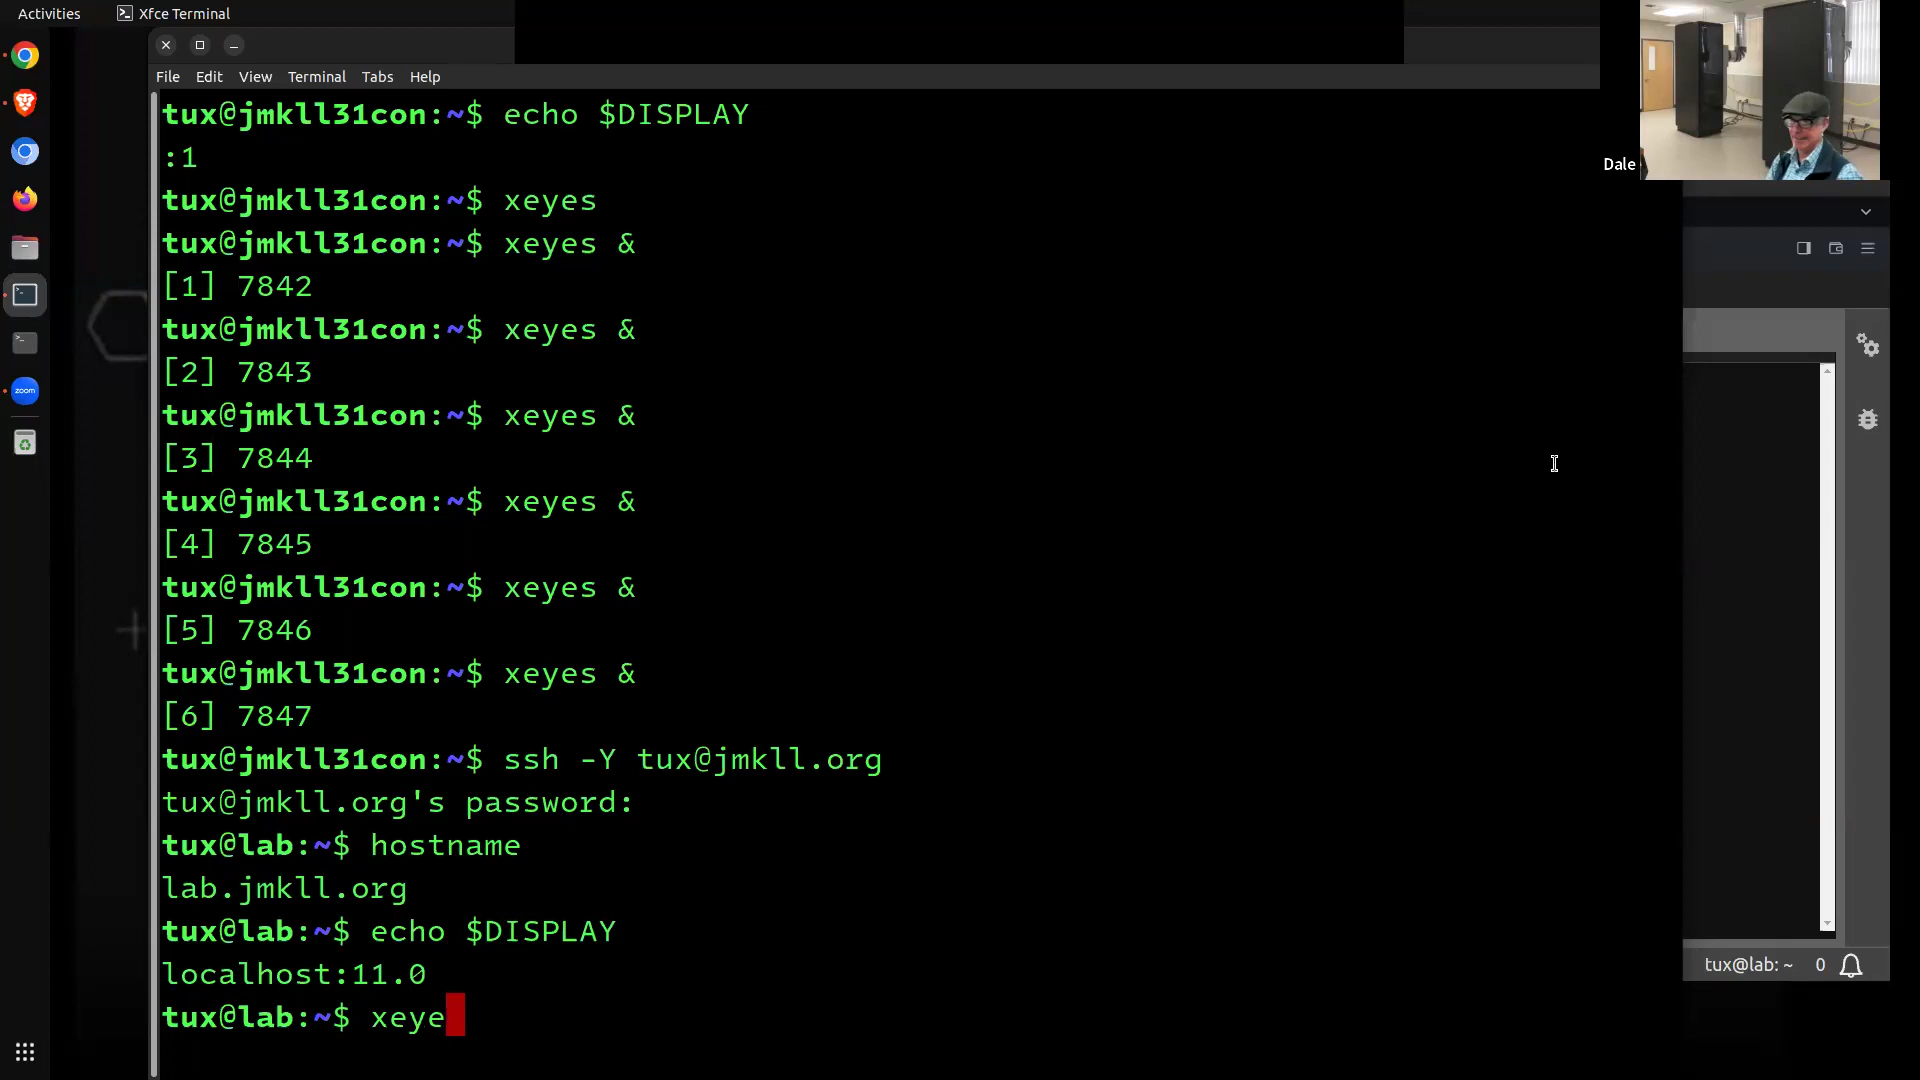 Activities
Xfce Terminal
File Edit View Terminal Tabs Help
tux@jmkll31con:~$ echo $DISPLAY
:1
tux@jmkll31con:~$ xeyes
tux@jmkll31con:~$ xeyes &
[1] 7842
tux@jmkll31con:~$ xeyes &
[2] 7843
tux@jmkll31con:~$ xeyes &
[3] 7844
tux@jmkll31con:~$ xeyes &
[4] 7845
tux@jmkll31con:~$ xeyes &
[5] 7846
tux@jmkll31con:~$ xeyes &
[6] 7847
tux@jmkll31con:~$ ssh -Y tux@jmkll.org
tux@jmkll.org's password:
tux@lab:~$ hostname
lab.jmkll.org
tux@lab:~$ echo $DISPLAY
localhost:11.0
tux@lab:~$ xeye
Dale
zoom
tux@lab: ~ 0